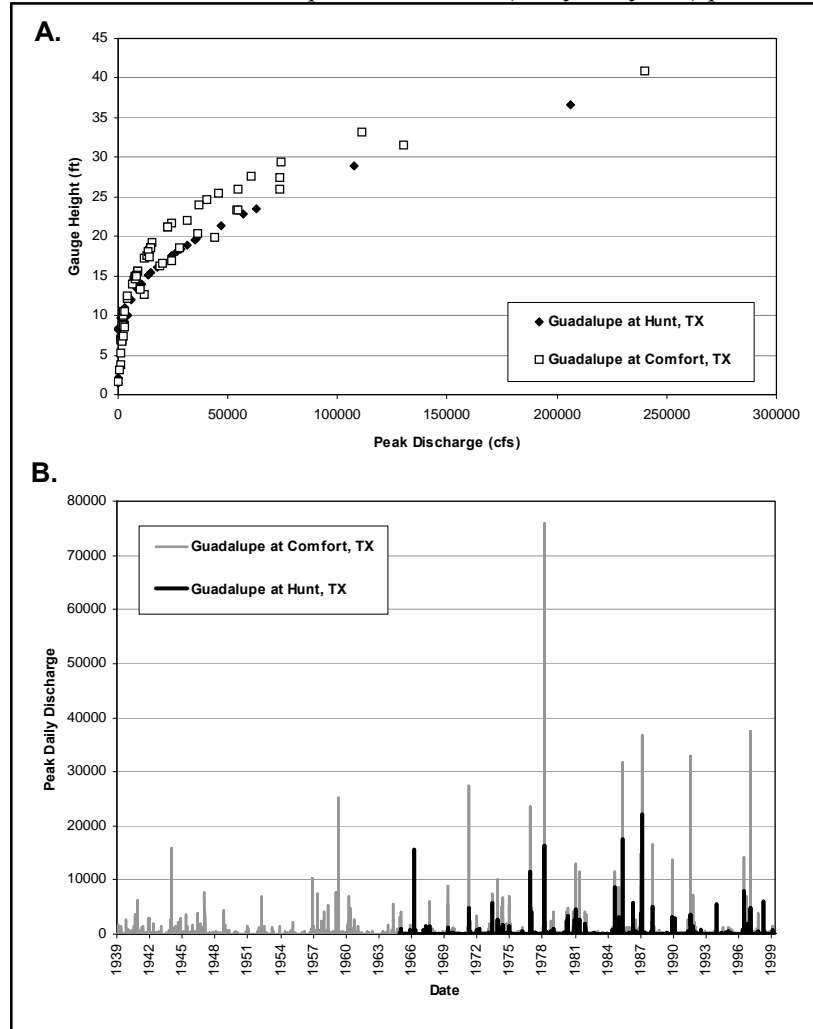 A.
45
40
35
30
25
20
15
10
5
0
Gauge Height (ft)
Guadalupe at Hunt, TX
Guadalupe at Comfort, TX
0 50000 100000 150000 200000 250000 300000
Peak Discharge (cfs)
B.
80000
70000
60000
50000
40000
30000
20000
10000
0
Peak Daily Discharge
Guadalupe at Comfort, TX
Guadalupe at Hunt, TX
1939 1942 1945 1948 1951 1954 1957 1960 1963 1966 1969 1972 1975 1978 1981 1984 1987 1990 1993 1996 1999
Date